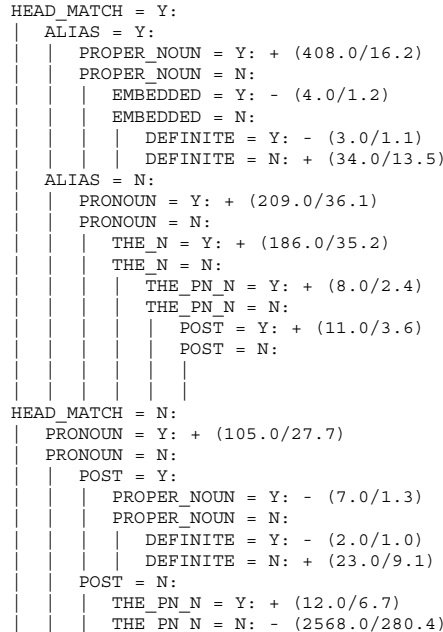 HEAD_MATCH = Y:
|   ALIAS = Y:
|   |   PROPER_NOUN = Y: + (408.0/16.2)
|   |   PROPER_NOUN = N:
|   |   |   EMBEDDED = Y: - (4.0/1.2)
|   |   |   EMBEDDED = N:
|   |   |   |   DEFINITE = Y: - (3.0/1.1)
|   |   |   |   DEFINITE = N: + (34.0/13.5)
|   ALIAS = N:
|   |   PRONOUN = Y: + (209.0/36.1)
|   |   PRONOUN = N:
|   |   |   THE_N = Y: + (186.0/35.2)
|   |   |   THE_N = N:
|   |   |   |   THE_PN_N = Y: + (8.0/2.4)
|   |   |   |   THE_PN_N = N:
|   |   |   |   |   POST = Y: + (11.0/3.6)
|   |   |   |   |   POST = N:
|   |   |   |   |   |
|   |   |   |   |   |
|   |   |   |   |   |
HEAD_MATCH = N:
|   PRONOUN = Y: + (105.0/27.7)
|   PRONOUN = N:
|   |   POST = Y:
|   |   |   PROPER_NOUN = Y: - (7.0/1.3)
|   |   |   PROPER_NOUN = N:
|   |   |   |   DEFINITE = Y: - (2.0/1.0)
|   |   |   |   DEFINITE = N: + (23.0/9.1)
|   |   POST = N:
|   |   |   THE_PN_N = Y: + (12.0/6.7)
|   |   |   THE_PN_N = N: - (2568.0/280.4)